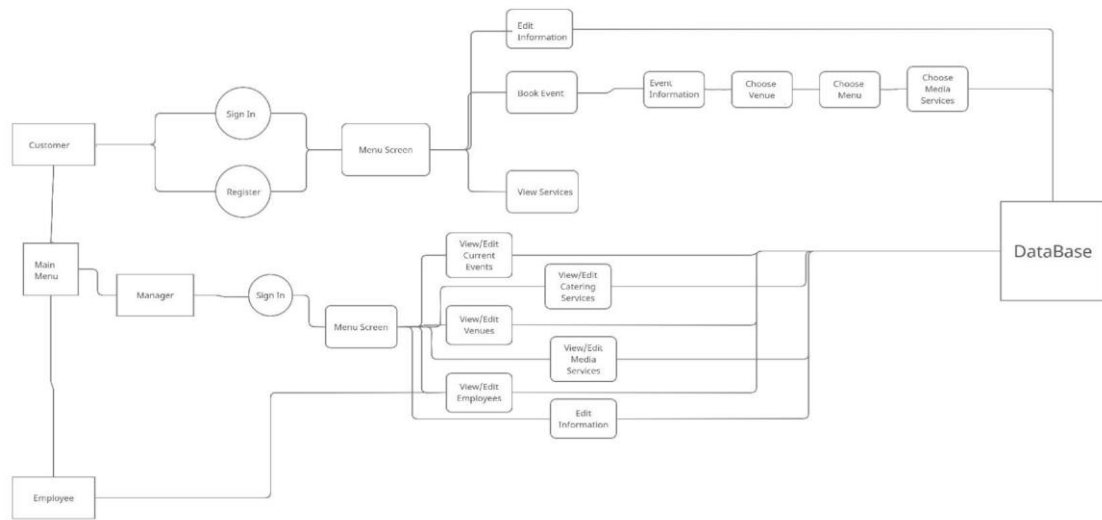 Edit
Information
Book Event
Event
Information
Choose
Venue
Choose
Menu
Choose
Media
Services
Sign In
Customer
Menu Screen
Register
View Services
DataBase
Main
Menu
Manager
Sign In
Menu Screen
View/Edit
Current
Events
View/Edit
Catering
Services
View/Edit
Venues
View/Edit
Media
Services
View/Edit
Employees
Edit
Information
Employee